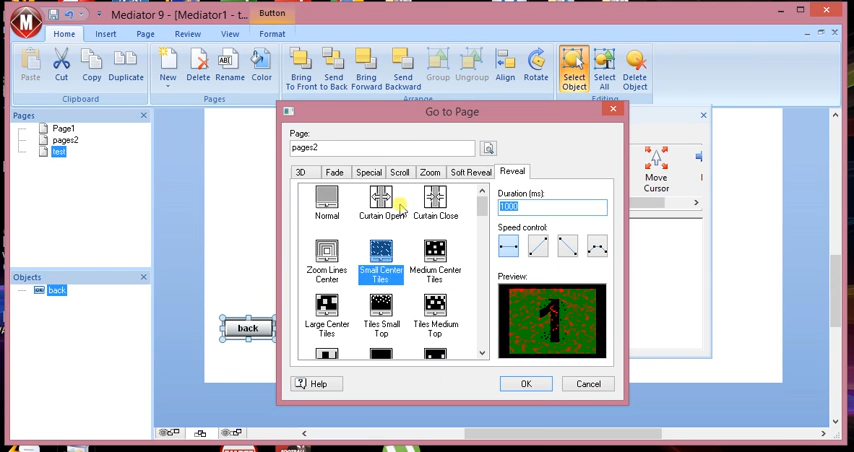 Mediator 9 - [Mediator1 - t...
Button
Home Insert Page Review View Format
Paste Cut Copy Duplicate New Delete Rename Color Bring To Front Send to Back Bring Forward Send Backward Group Ungroup Align Rotate Select Object Select All Delete Object
Clipboard Pages Arrange Editing
Pages
Page1
pages2
test
Objects
back
back
Go to Page
Page:
pages2
3D Fade Special Scroll Zoom Soft Reveal Reveal
Normal Curtain Open Curtain Close
Zoom Lines Center Small Center Tiles Medium Center Tiles
Large Center Tiles Tiles Small Top Tiles Medium Top
Duration (ms):
1000
Speed control:
Preview:
1
Help OK Cancel
Move Cursor